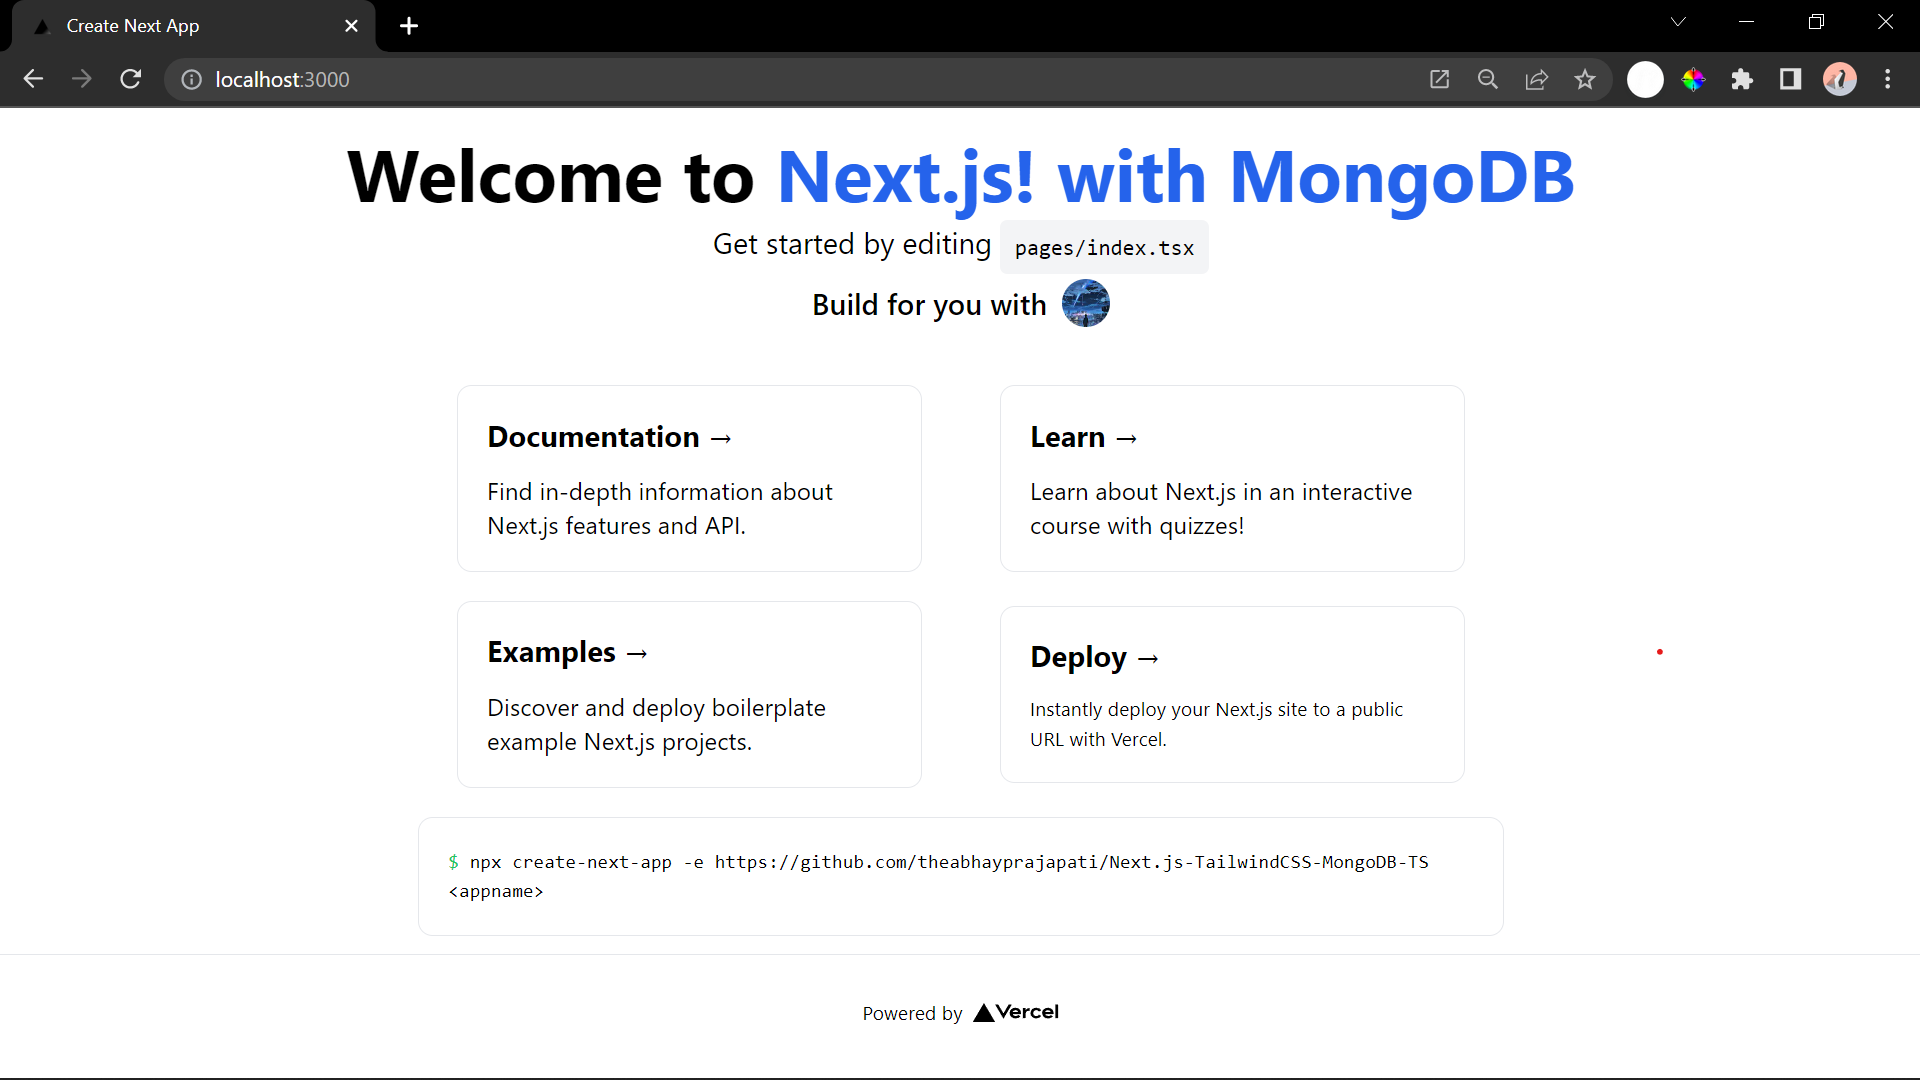 Create Next App
localhost:3000
Welcome to Next.js! with MongoDB
Get started by editing pages/index.tsx
Build for you with
Documentation →
Find in-depth information about
Next.js features and API.
Learn →
Learn about Next.js in an interactive
course with quizzes!
Examples →
Discover and deploy boilerplate
example Next.js projects.
Deploy →
Instantly deploy your Next.js site to a public
URL with Vercel.
$ npx create-next-app -e https://github.com/theabhayprajapati/Next.js-TailwindCSS-MongoDB-TS
<appname>
Powered by Vercel